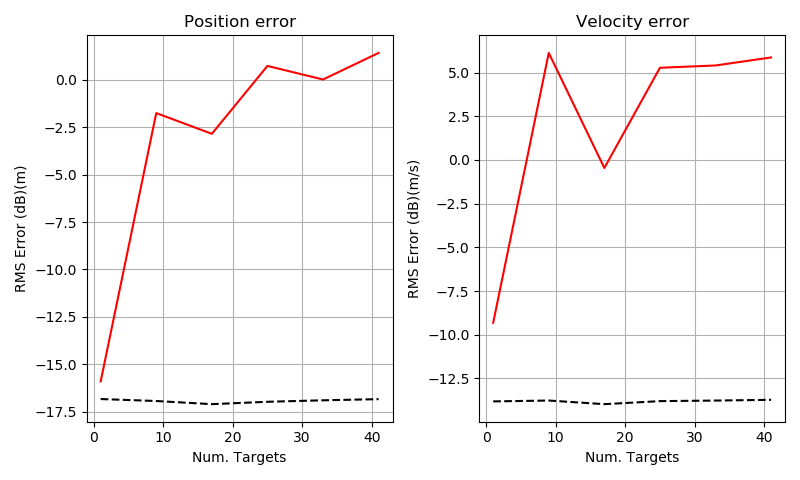 Position error
RMS Error (dB)(m)
0.0
−2.5
−5.0
−7.5
−10.0
−12.5
−15.0
−17.5
0 10 20 30 40
Num. Targets
Velocity error
RMS Error (dB)(m/s)
5.0
2.5
0.0
−2.5
−5.0
−7.5
−10.0
−12.5
0 10 20 30 40
Num. Targets